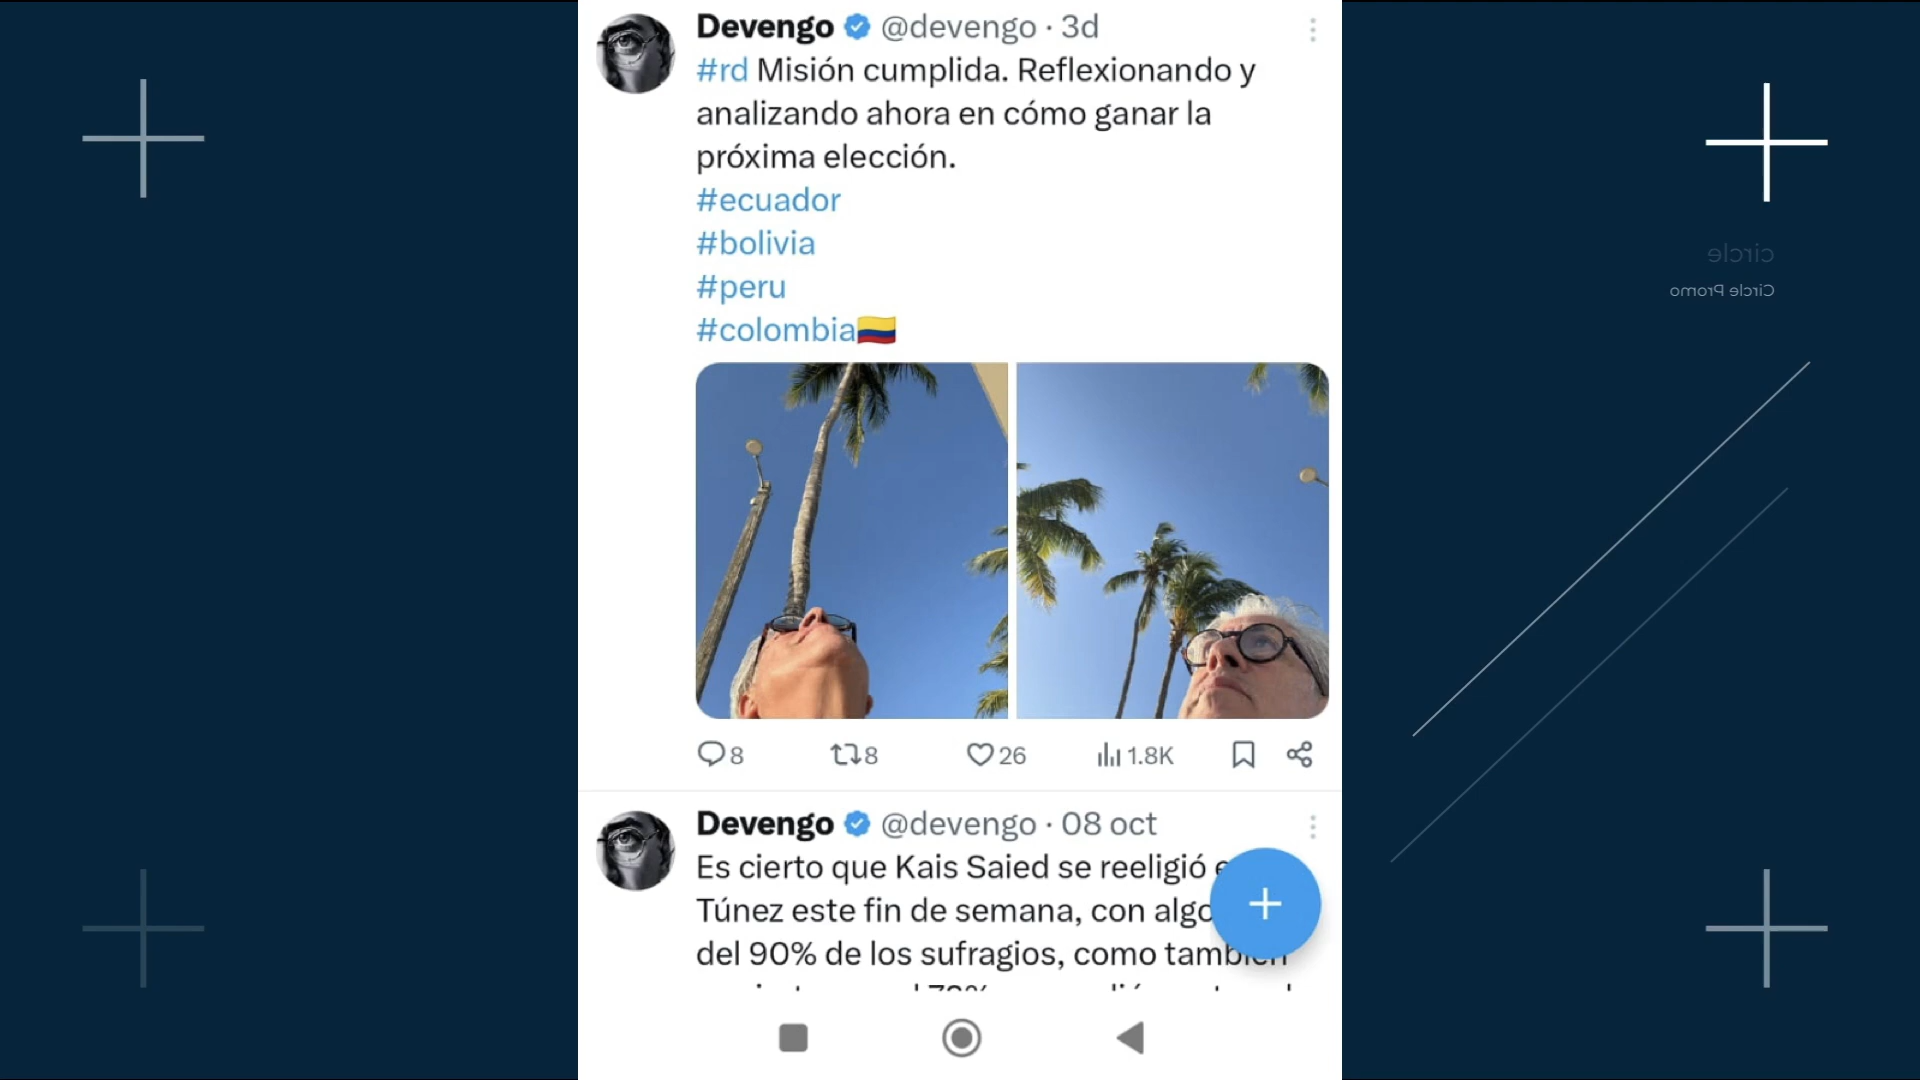 Devengo @devengo · 3d
#rd Misión cumplida. Reflexionando y
analizando ahora en cómo ganar la
próxima elección.
#ecuador
#bolivia
#peru
#colombia🇨🇴
8 8 26 1.8K
Devengo @devengo · 08 oct
Es cierto que Kais Saied se reeligió
Túnez este fin de semana, con algo
del 90% de los sufragios, como también
circle
Circle Promo